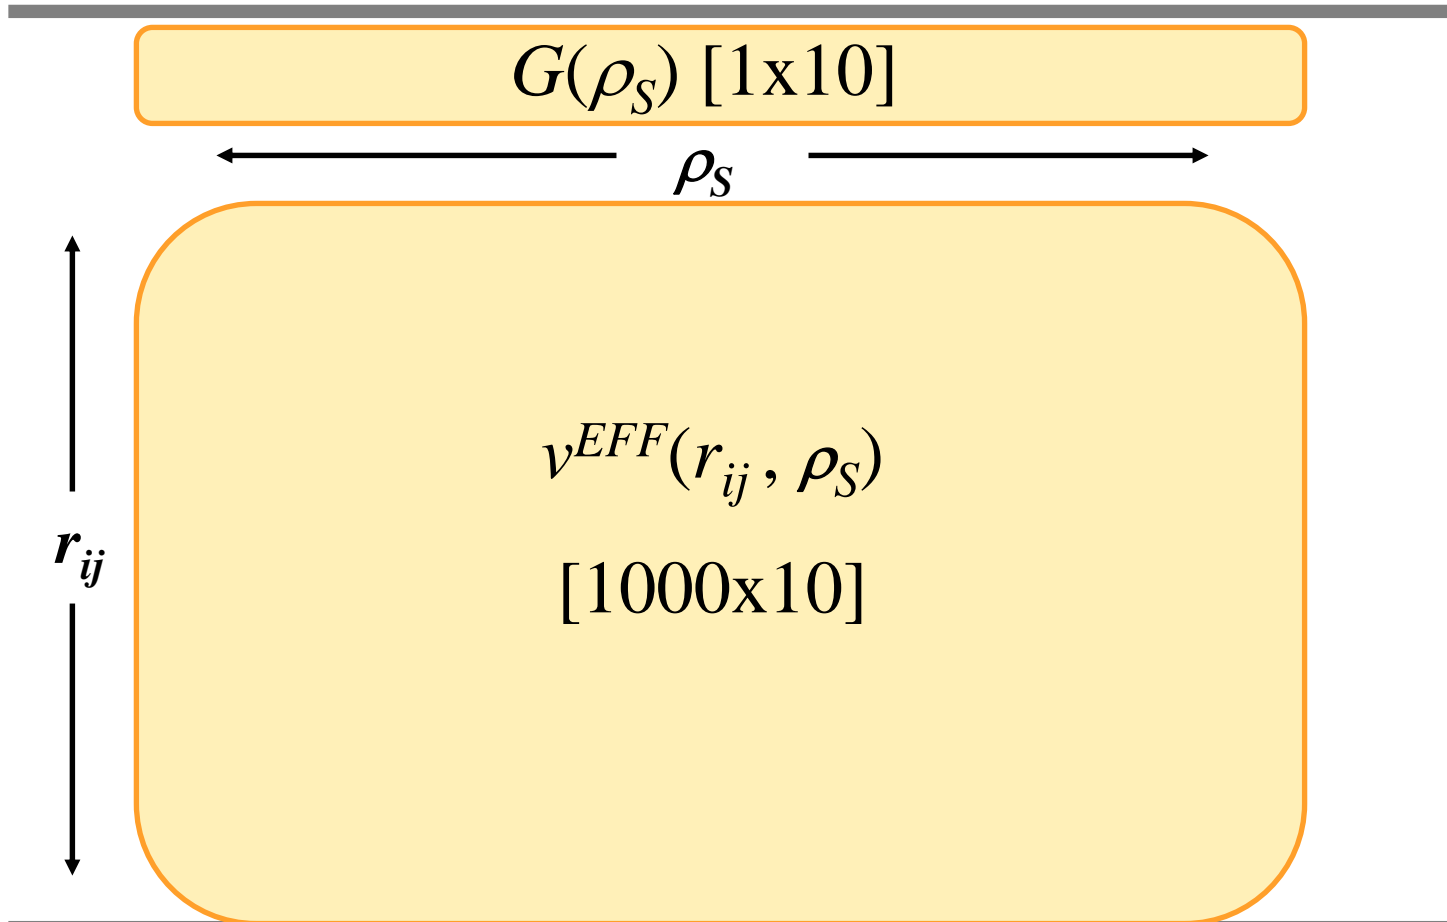 G(ρS) [1x10]
ρS
vEFF(rij , ρS)
rij
[1000x10]